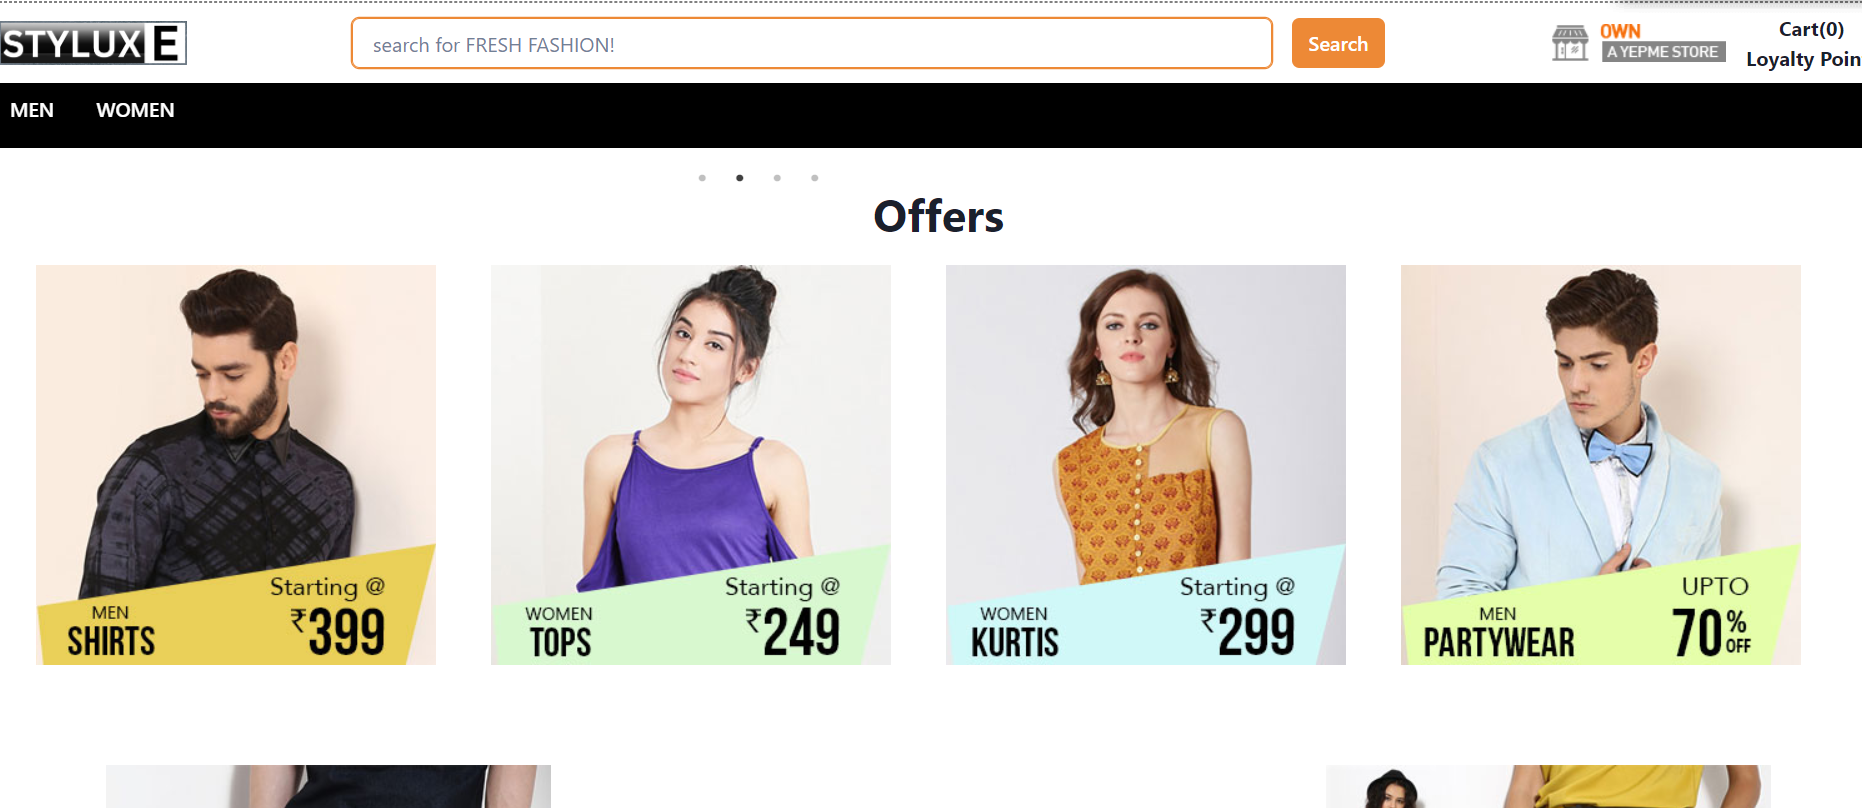 STYLUXE
search for FRESH FASHION!
Search
OWN
A YEPME STORE
Cart(0)
Loyalty Poin
MEN
WOMEN
Offers
MEN
SHIRTS
Starting @
₹399
WOMEN
TOPS
Starting @
₹249
WOMEN
KURTIS
Starting @
₹299
MEN
PARTYWEAR
UPTO
70%
OFF